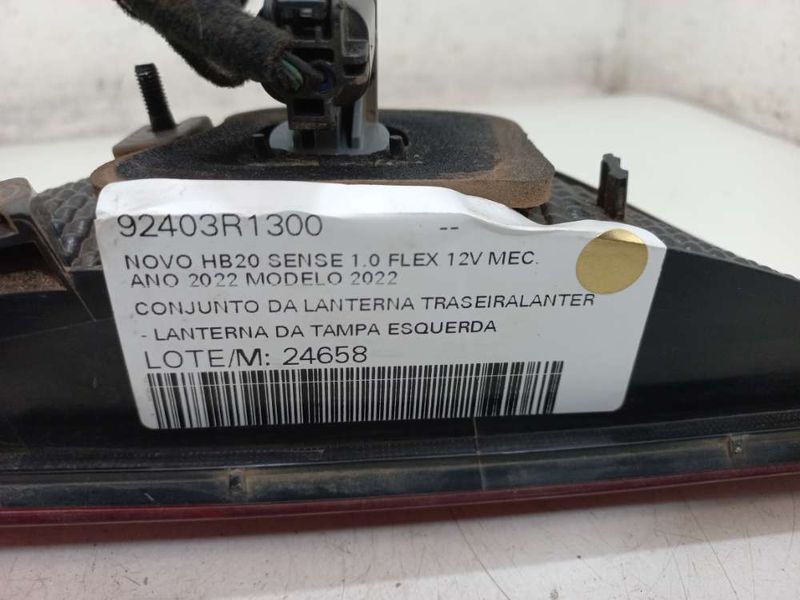 92403R1300 --
NOVO HB20 SENSE 1.0 FLEX 12V MEC.
ANO 2022 MODELO 2022
CONJUNTO DA LANTERNA TRASEIRALANTER
- LANTERNA DA TAMPA ESQUERDA
LOTE/M: 24658